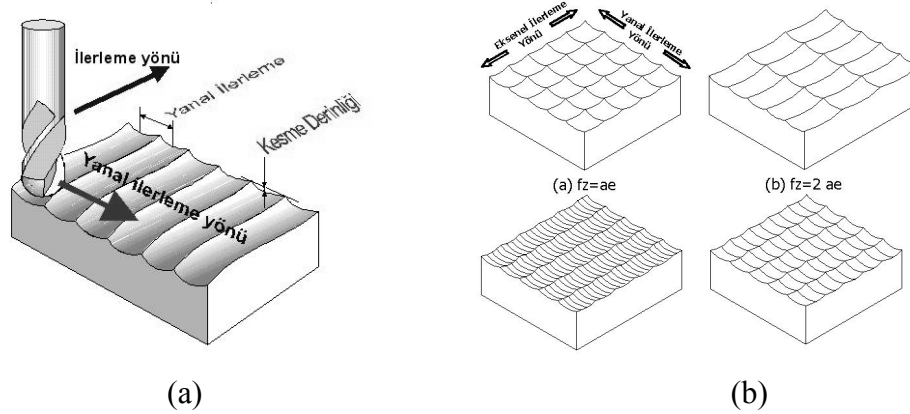 İlerleme yönü
Yanal İlerleme
Kesme Derinliği
Yanal ilerleme yönü
(a)
Eksenel İlerleme
Yönü
Yanal İlerleme
Yönü
(a) fz=ae
(b) fz=2 ae
(b)